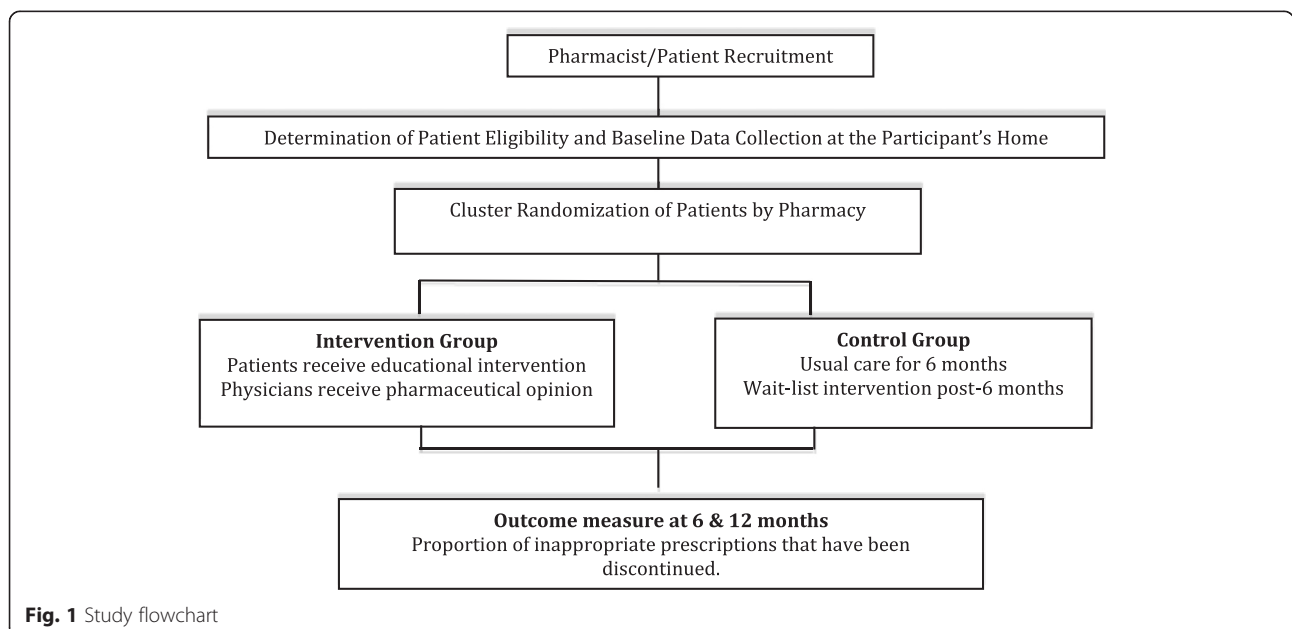 Pharmacist/Patient Recruitment
Determination of Patient Eligibility and Baseline Data Collection at the Participant's Home
Cluster Randomization of Patients by Pharmacy
Intervention Group
Patients receive educational intervention
Physicians receive pharmaceutical opinion
Control Group
Usual care for 6 months
Wait-list intervention post-6 months
Outcome measure at 6 & 12 months
Proportion of inappropriate prescriptions that have been
discontinued.
Fig. 1 Study flowchart